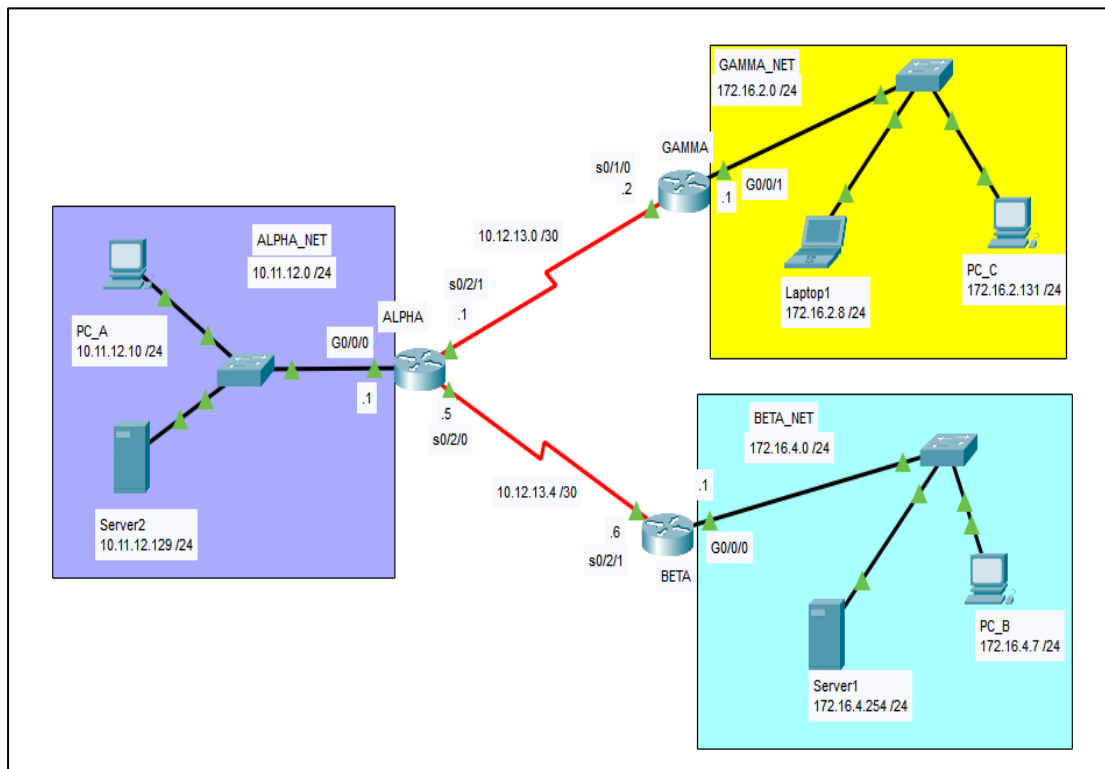 GAMMA_NET
172.16.2.0 /24
GAMMA
s0/1/0
.2
G0/0/1
.1
10.12.13.0 /30
ALPHA_NET
10.11.12.0 /24
s0/2/1
.1
PC_C
172.16.2.131 /24
Laptop1
172.16.2.8 /24
ALPHA
PC_A
10.11.12.10 /24
G0/0/0
.1
.5
s0/2/0
BETA_NET
172.16.4.0 /24
10.12.13.4 /30
.1
Server2
10.11.12.129 /24
.6
s0/2/1
G0/0/0
BETA
PC_B
172.16.4.7 /24
Server1
172.16.4.254 /24